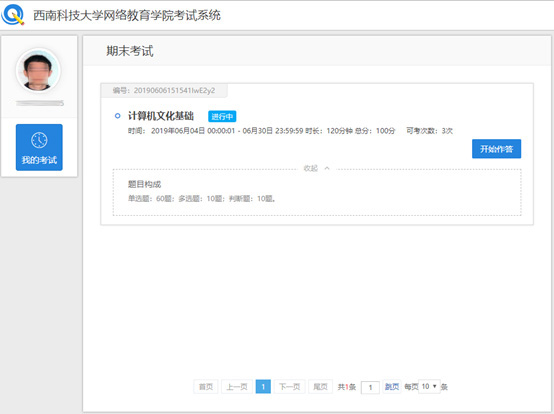 西南科技大学网络教育学院考试系统
期末考试
编号：20190606151541IwE2y2
计算机文化基础 进行中
时间： 2019年06月04日 00:00:01 - 06月30日 23:59:59 时长：120分钟 总分：100分 可考次数：3次
开始作答
我的考试
收起
题目构成
单选题：60题；多选题：10题；判断题：10题。
首页 上一页 1 下一页 尾页 共1条 1 跳页 每页 10 条